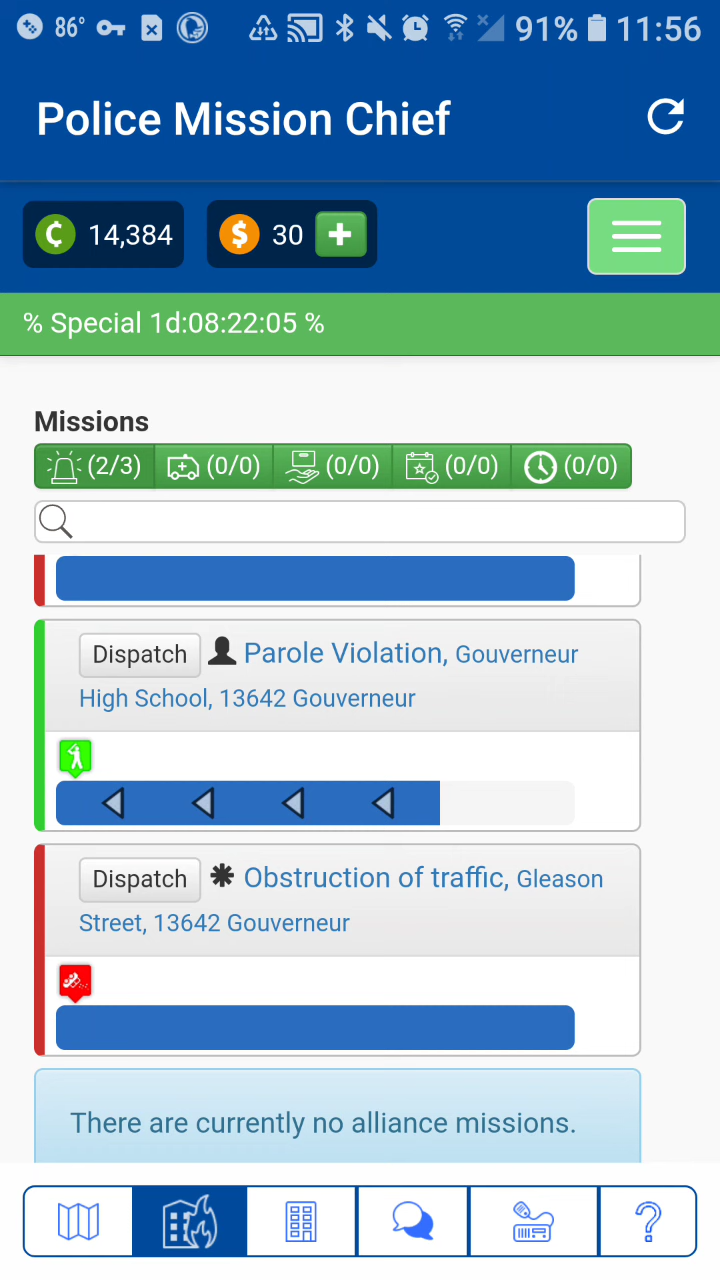 86° 91% 11:56
Police Mission Chief
14,384 30
% Special 1d:08:22:05 %
Missions
(2/3) (0/0) (0/0) (0/0) (0/0)
Dispatch Parole Violation, Gouverneur
High School, 13642 Gouverneur
Dispatch Obstruction of traffic, Gleason
Street, 13642 Gouverneur
There are currently no alliance missions.